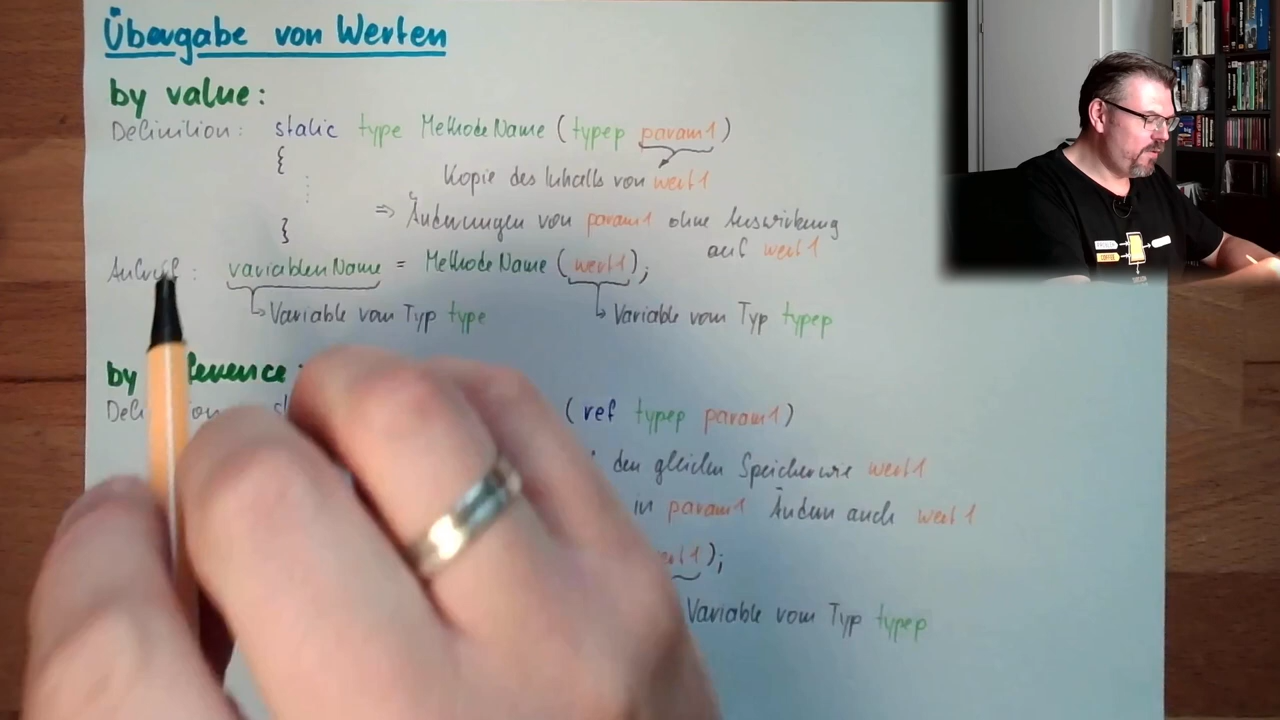 Übergabe von Werten
by value:
Definition: static type MethodeName (typep param1)
{
Kopie des Inhalts von wert1
⇒ Änderungen von param1 ohne Auswirkung
} auf wert1
Aufruf: variablenName = MethodeName (wert1);
Variable vom Typ type Variable vom Typ typep
by
(ref typep param1)
den gleichen Speicher wie wert1
in param1 Ändern auch wert1
);
Variable vom Typ typep